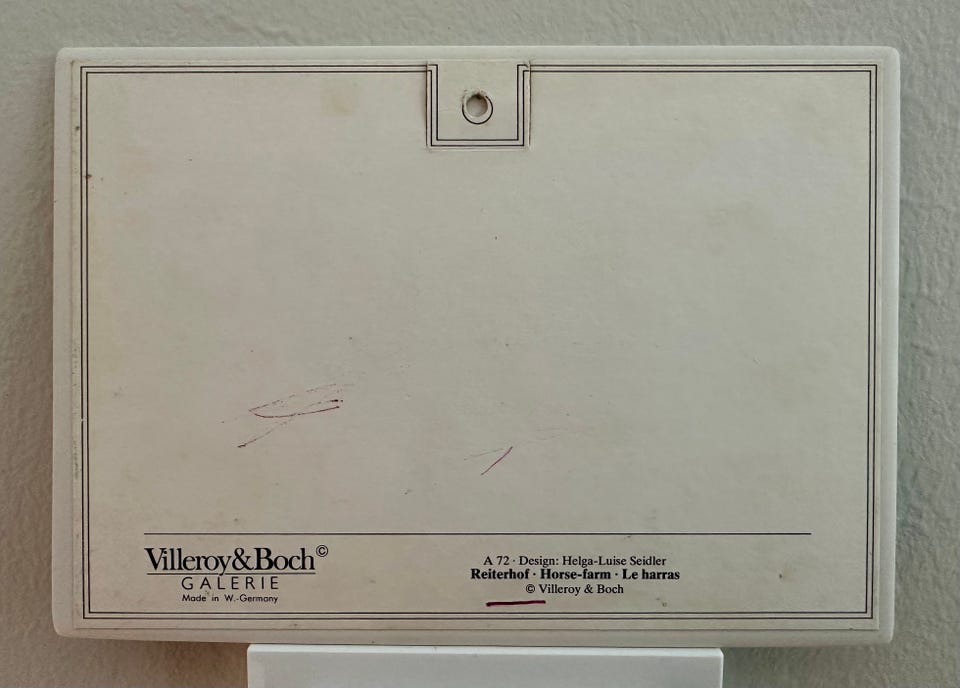 Villeroy&Boch©
GALERIE
Made in W.-Germany
A 72 · Design: Helga-Luise Seidler
Reiterhof · Horse-farm · Le harras
© Villeroy & Boch